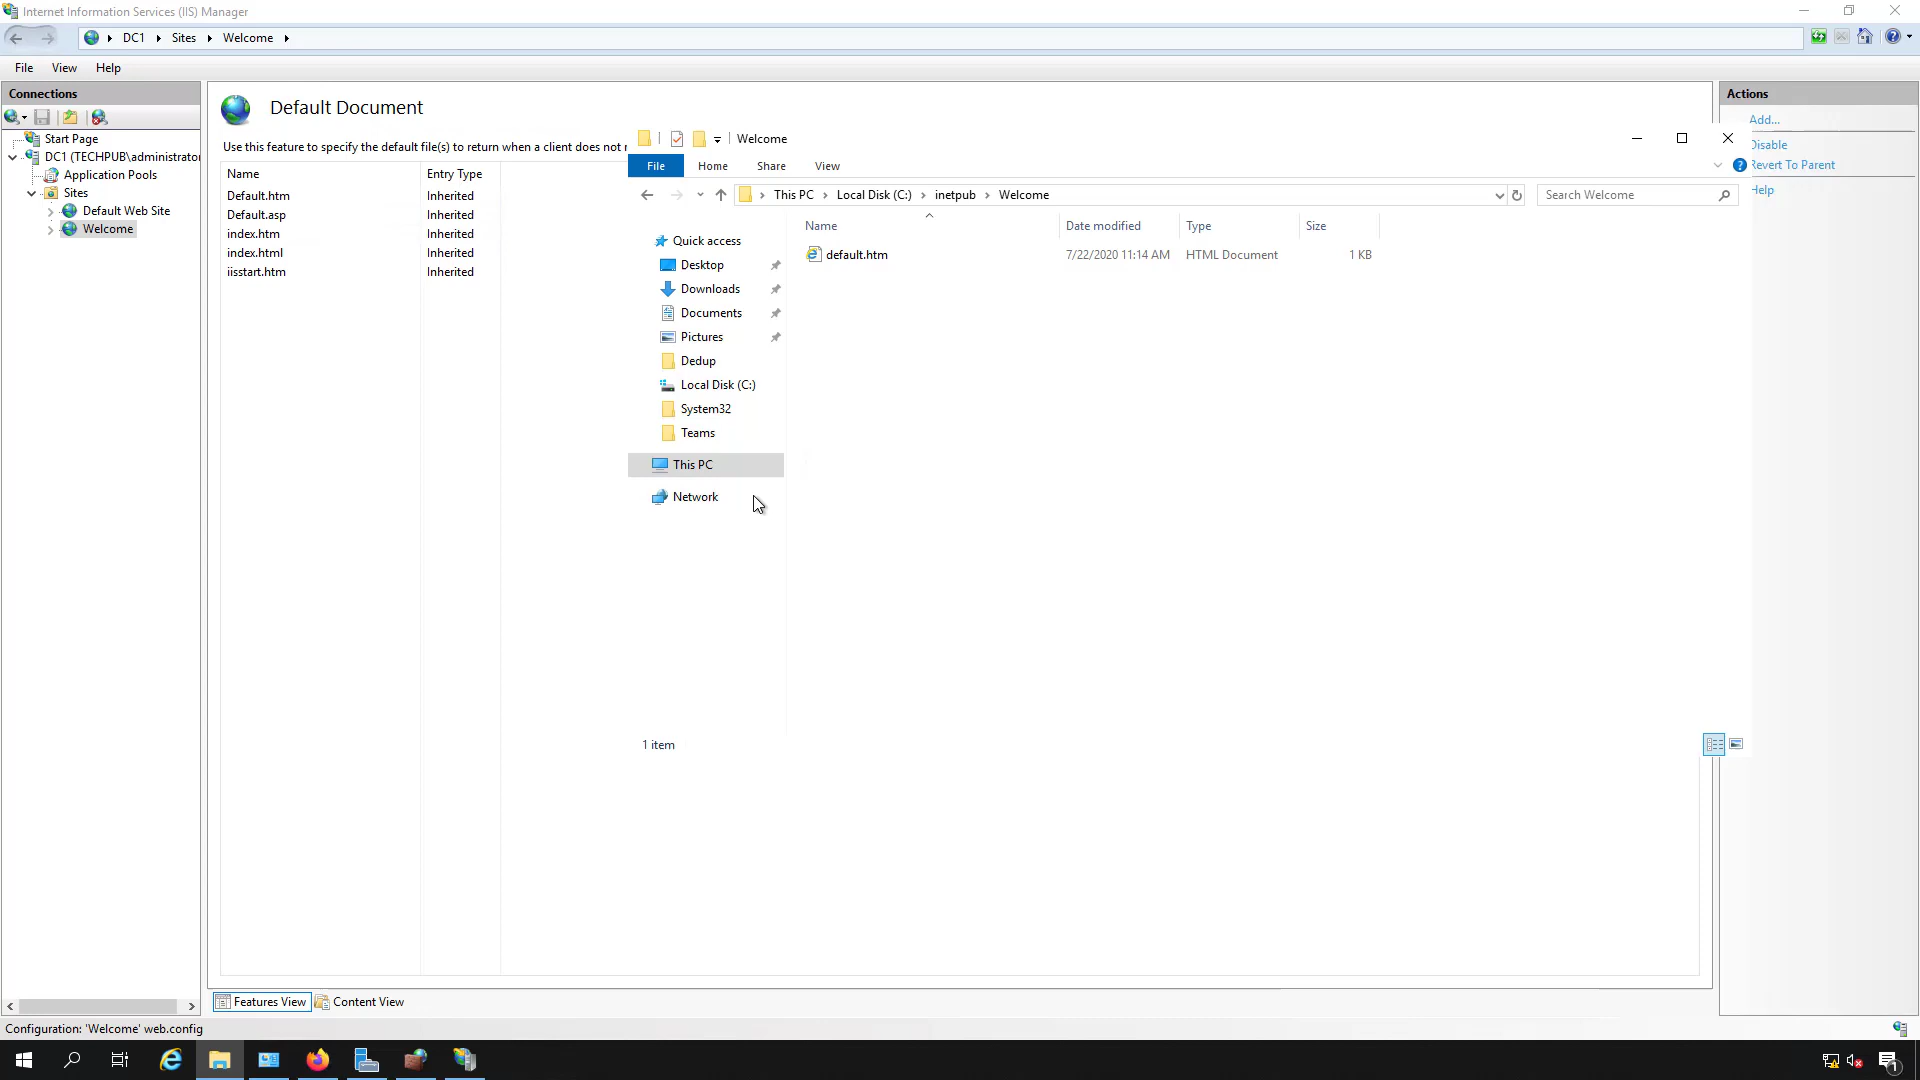 Internet Information Services (IIS) Manager
DC1 Sites Welcome
File View Help
Connections
Start Page
DC1 (TECHPUB\administrator
Application Pools
Sites
Default Web Site
Welcome
Default Document
Use this feature to specify the default file(s) to return when a client does not
Name Entry Type
Default.htm Inherited
Default.asp Inherited
index.htm Inherited
index.html Inherited
iisstart.htm Inherited
Welcome
File Home Share View
This PC Local Disk (C:) inetpub Welcome
Search Welcome
Quick access
Desktop
Downloads
Documents
Pictures
Dedup
Local Disk (C:)
System32
Teams
This PC
Network
Name Date modified Type Size
default.htm 7/22/2020 11:14 AM HTML Document 1 KB
1 item
Actions
Add...
Disable
Revert To Parent
Help
Features View Content View
Configuration: 'Welcome' web.config
1